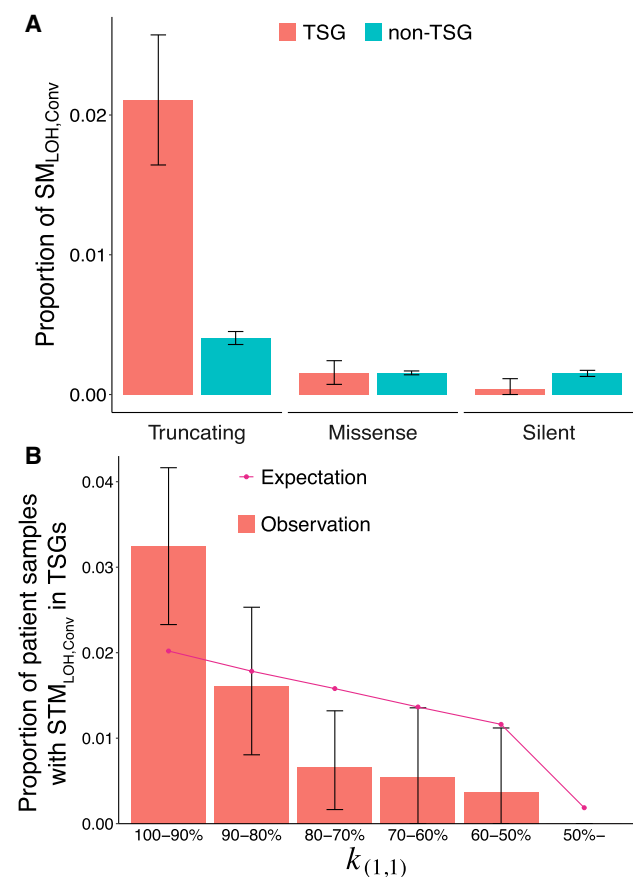 A
TSG non-TSG
Proportion of SM_LOH,Conv
0.02
0.01
0.00
Truncating Missense Silent
B
Expectation
Observation
Proportion of patient samples
with STM_LOH,Conv in TSGs
0.04
0.03
0.02
0.01
0.00
100–90% 90–80% 80–70% 70–60% 60–50% 50%–
k(1,1)